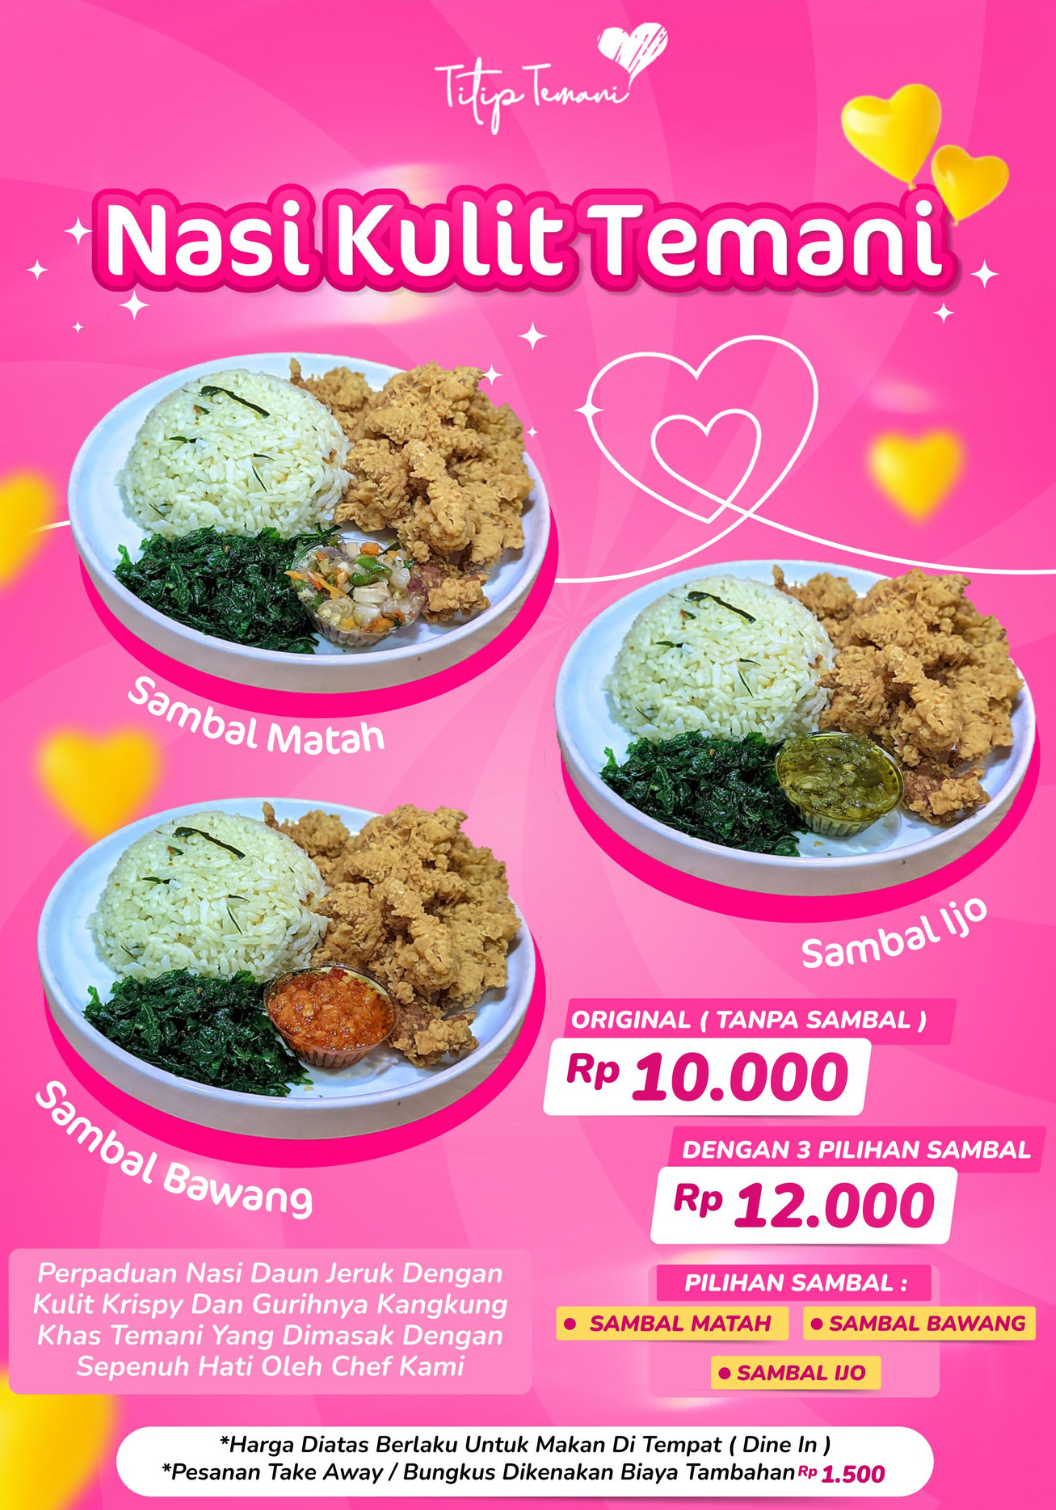 Titip Temani
Nasi Kulit Temani
Sambal Matah
Sambal Ijo
Sambal Bawang
ORIGINAL ( TANPA SAMBAL )
Rp 10.000
DENGAN 3 PILIHAN SAMBAL
Rp 12.000
Perpaduan Nasi Daun Jeruk Dengan
Kulit Krispy Dan Gurihnya Kangkung
Khas Temani Yang Dimasak Dengan
Sepenuh Hati Oleh Chef Kami
PILIHAN SAMBAL :
• SAMBAL MATAH
• SAMBAL BAWANG
• SAMBAL IJO
*Harga Diatas Berlaku Untuk Makan Di Tempat ( Dine In )
*Pesanan Take Away / Bungkus Dikenakan Biaya Tambahan Rp 1.500